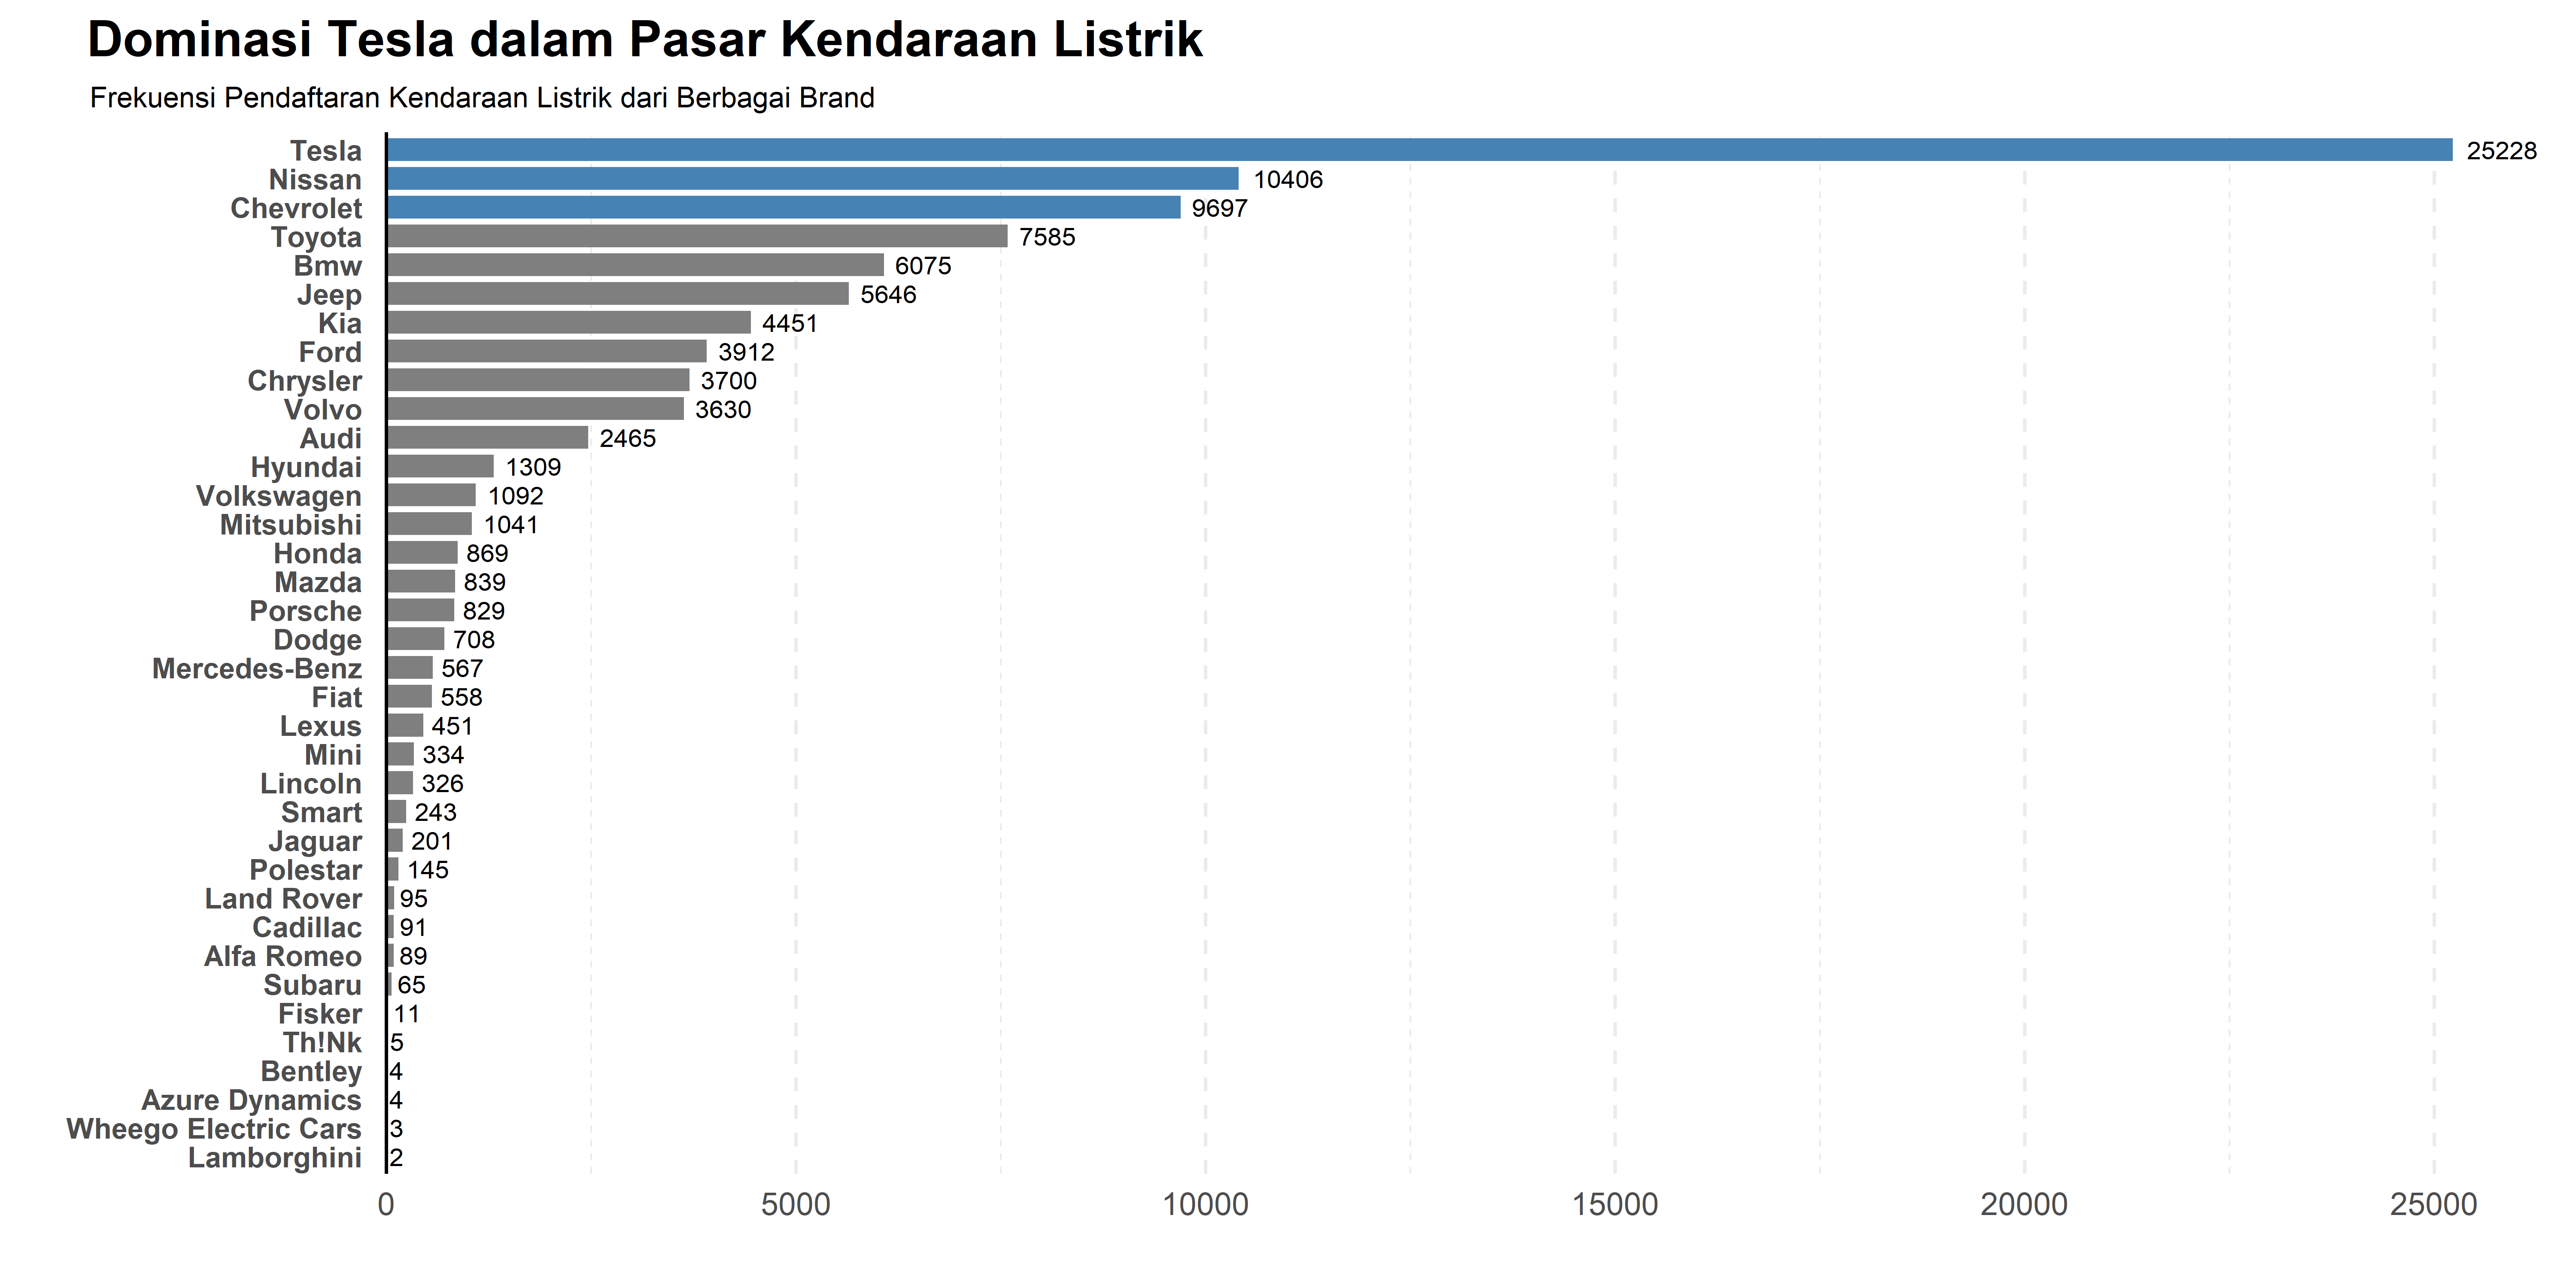 Dominasi Tesla dalam Pasar Kendaraan Listrik
Frekuensi Pendaftaran Kendaraan Listrik dari Berbagai Brand
Tesla 25228
Nissan 10406
Chevrolet 9697
Toyota 7585
Bmw 6075
Jeep 5646
Kia 4451
Ford 3912
Chrysler 3700
Volvo 3630
Audi 2465
Hyundai 1309
Volkswagen 1092
Mitsubishi 1041
Honda 869
Mazda 839
Porsche 829
Dodge 708
Mercedes-Benz 567
Fiat 558
Lexus 451
Mini 334
Lincoln 326
Smart 243
Jaguar 201
Polestar 145
Land Rover 95
Cadillac 91
Alfa Romeo 89
Subaru 65
Fisker 11
Th!Nk 5
Bentley 4
Azure Dynamics 4
Wheego Electric Cars 3
Lamborghini 2
0 5000 10000 15000 20000 25000